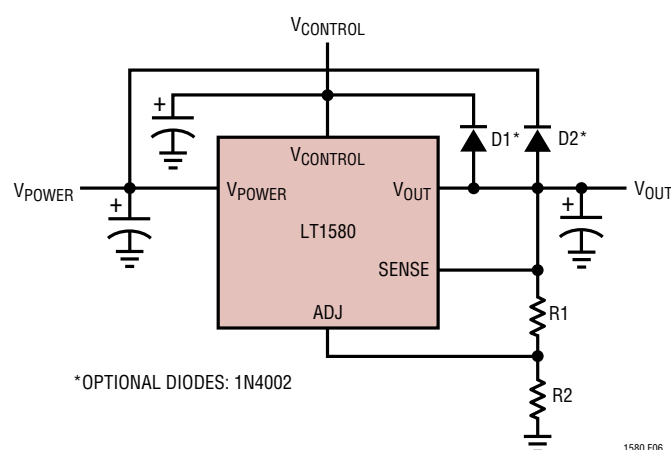 VCONTROL
+
D1*
D2*
VCONTROL
VPOWER
VPOWER
VOUT
VOUT
+
+
LT1580
SENSE
ADJ
R1
*OPTIONAL DIODES: 1N4002
R2
1580 F06